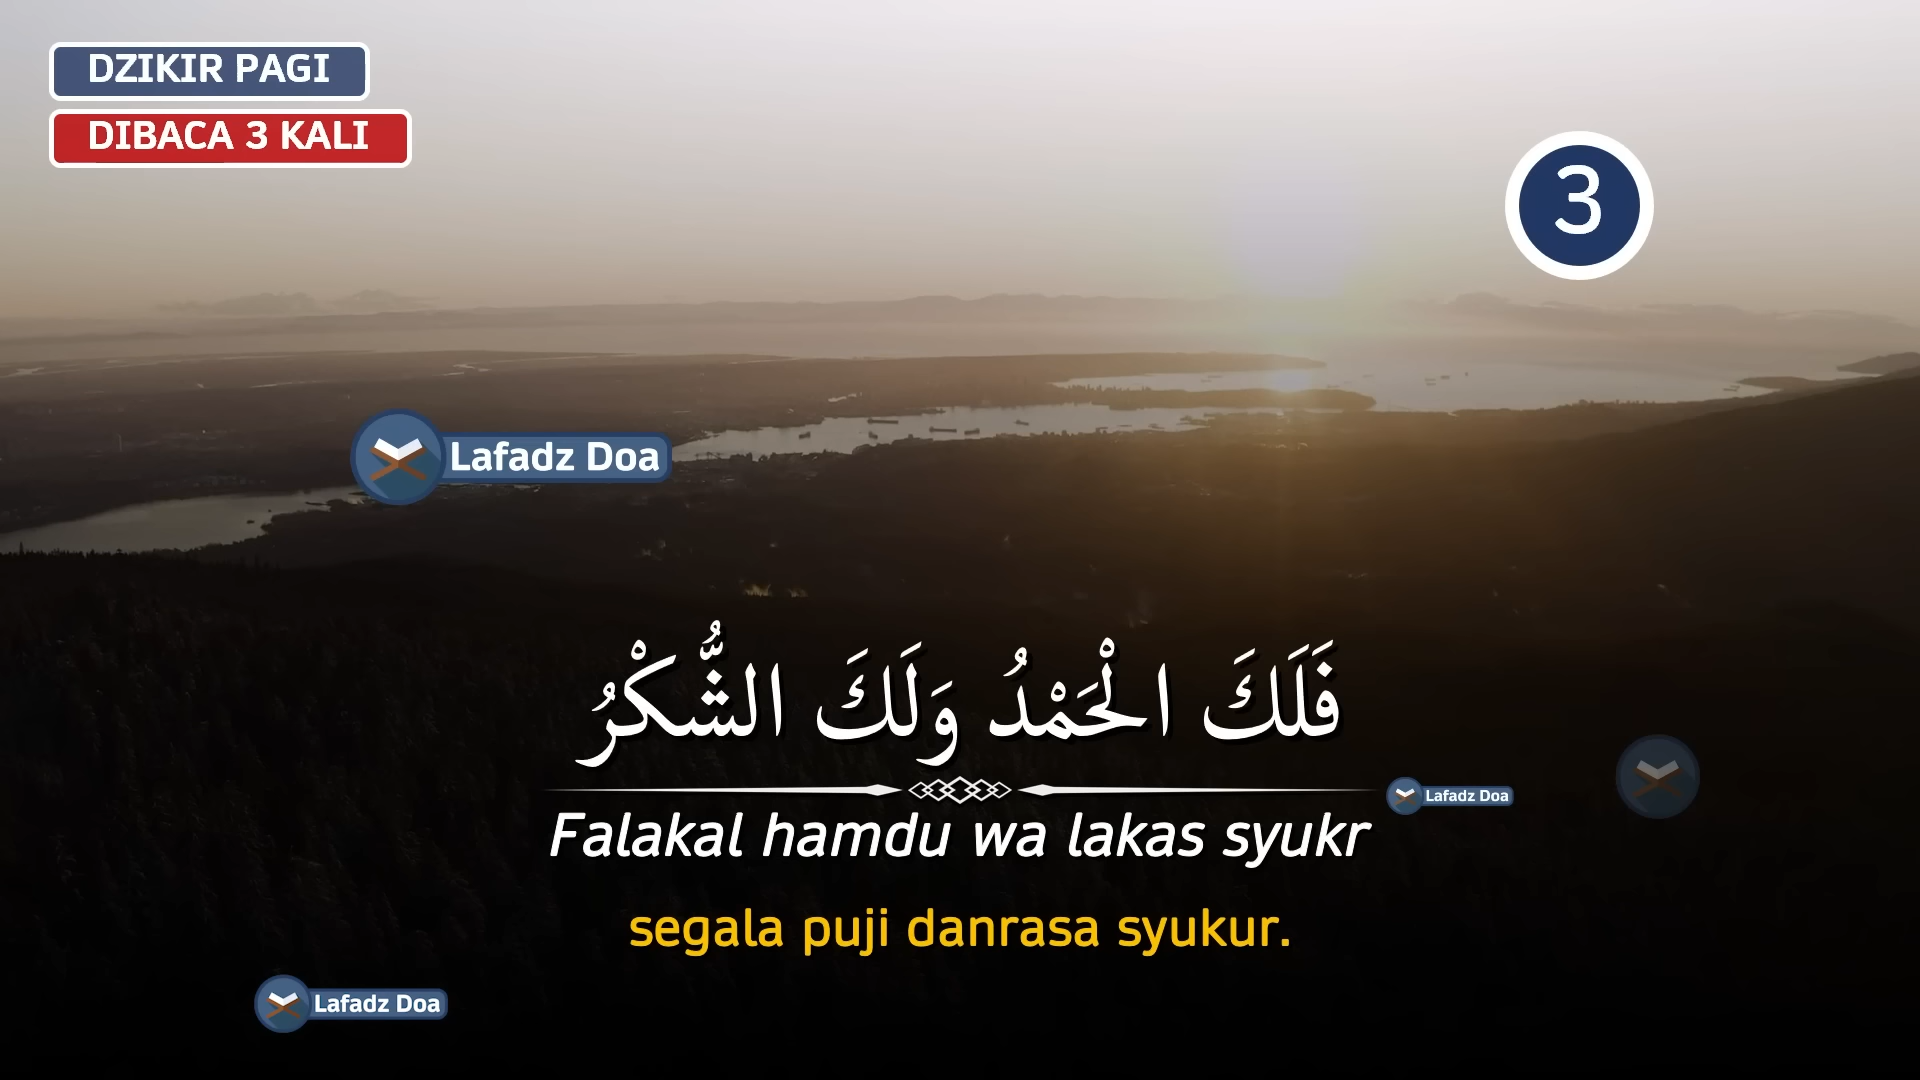 DZIKIR PAGI
DIBACA 3 KALI
3
Lafadz Doa
فَلَكَ الْحَمْدُ وَلَكَ الشُّكْرُ
Lafadz Doa
Falakal hamdu wa lakas syukr
segala puji danrasa syukur.
Lafadz Doa